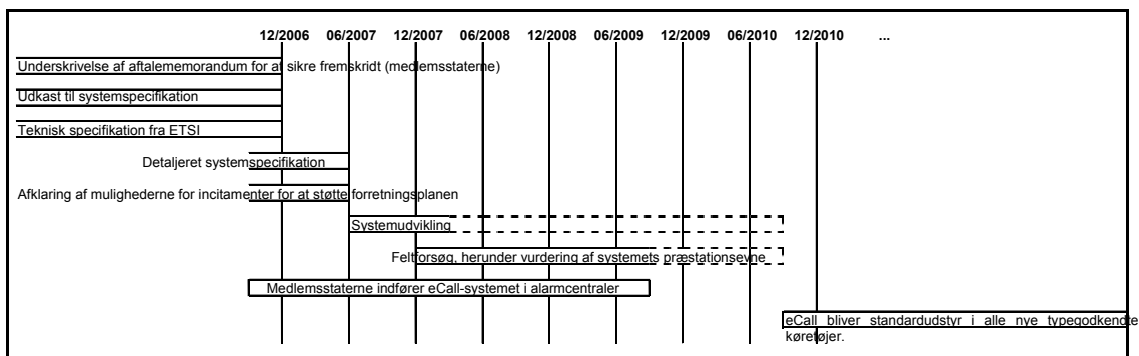 12/2006 06/2007 12/2007 06/2008 12/2008 06/2009 12/2009 06/2010 12/2010 ...
Underskrivelse af aftalememorandum for at sikre fremskridt (medlemsstaterne)
Udkast til systemspecifikation
Teknisk specifikation fra ETSI
Detaljeret systemspecifikation
Afklaring af mulighederne for incitamenter for at støtte forretningsplanen
Systemudvikling
Feltforsøg, herunder vurdering af systemets præstationsevne
Medlemsstaterne indfører eCall-systemet i alarmcentraler
eCall bliver standardudstyr i alle nye typegodkendte
køretøjer.